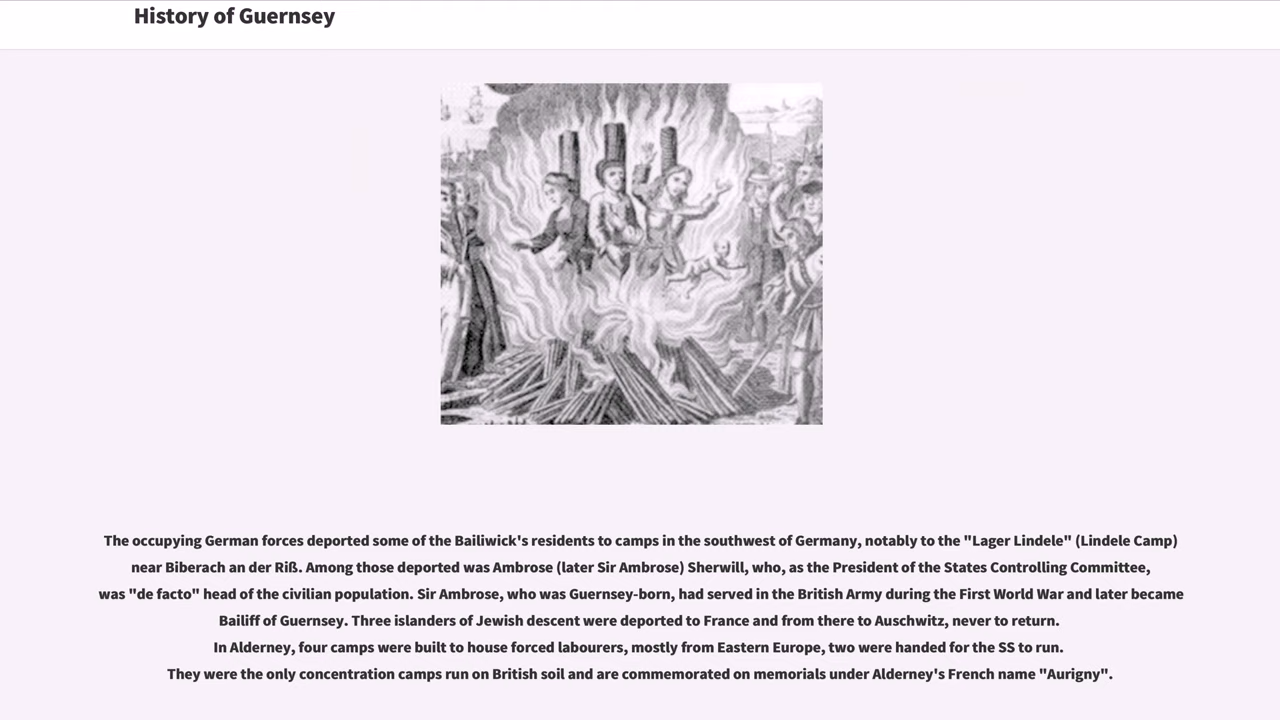 History of Guernsey
The occupying German forces deported some of the Bailiwick's residents to camps in the southwest of Germany, notably to the "Lager Lindele" (Lindele Camp)
near Biberach an der Riß. Among those deported was Ambrose (later Sir Ambrose) Sherwill, who, as the President of the States Controlling Committee,
was "de facto" head of the civilian population. Sir Ambrose, who was Guernsey-born, had served in the British Army during the First World War and later became
Bailiff of Guernsey. Three islanders of Jewish descent were deported to France and from there to Auschwitz, never to return.
In Alderney, four camps were built to house forced labourers, mostly from Eastern Europe, two were handed for the SS to run.
They were the only concentration camps run on British soil and are commemorated on memorials under Alderney's French name "Aurigny".